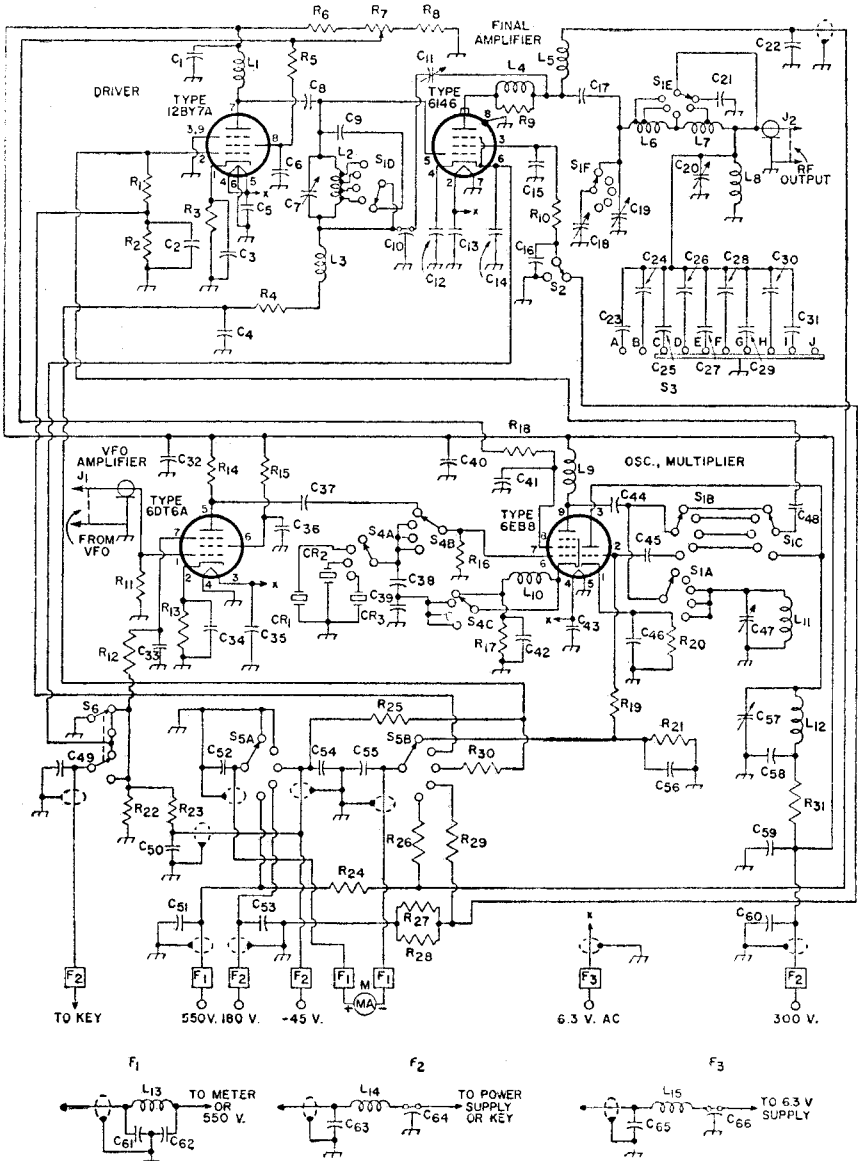 R6 R7 R8
FINAL AMPLIFIER
C1 L1 R5 C11 L5 C22
DRIVER
TYPE 12BY7A
C8
TYPE 6146
L4 C17 S1E C21 J2
R9
7 8
C9
3,9 8 3
L6 L7
2 5
RF OUTPUT
R1 1 4 6 5 C6 L2 S1D 4 2 7 6 C15 S1F C20 L8
X X
R3 C5 C7 R10 C19
R2 C2 C3 C10 C16 C18
L3 C12 C13 C14 S2
C24 C26 C28 C30
R4
C4
C23 C31
A B C D E F G H I J
C25 C27 C29
S3
R18
VFO AMPLIFIER
C32 R14 R15 C40 C41 L9
OSC., MULTIPLIER
J1
6DT6A
C37
TYPE 6EB8
C44 S1B
5 9 3
C48
FROM VFO
7 6 C36 S4A S4B 8 2 C45 S1C
CR2 7
1 R16 6
2 4 3 X C38 L10 4 5 1 S1A
R11 R13 C39
CR1 CR3 S4C X C43 C47 L11
C34 C35 R17 C42 C46 R20
R12 C33
R19
R25 C57 L12
S6 S5A S5B R21
C49 C52 C54 C55 R30 C58
C56
R22 R23 R31
R26 R29
C50 C59
R24
C51 C53 R27 C60
R28
X
F2 F1 F2 F2 F1 M F1 F3 F2
+ MA -
TO KEY 550V. 180 V. -45 V. 6.3 V. AC 300 V.
F1 F2 F3
L13 TO METER OR 550 V. L14 TO POWER SUPPLY OR KEY L15 TO 6.3 V SUPPLY
C61 C62 C63 C64 C65 C66